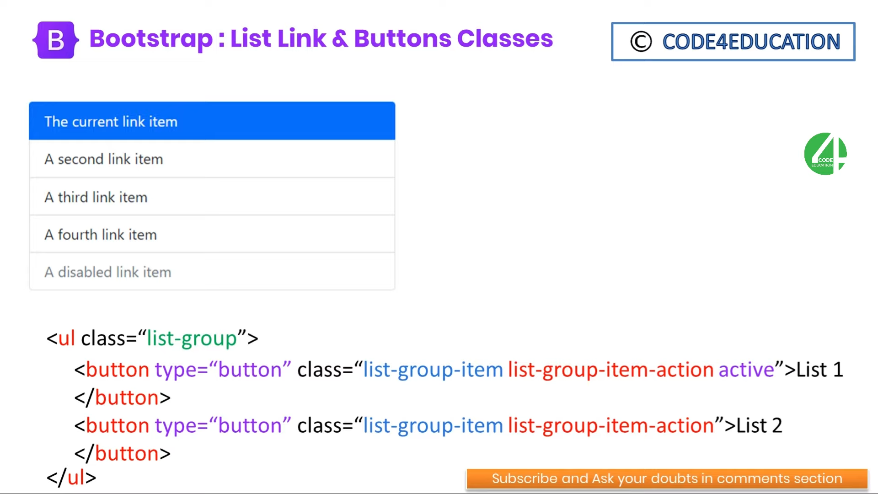 B Bootstrap : List Link & Buttons Classes
© CODE4EDUCATION
The current link item
4
CODE
EDUCATION
A second link item
A third link item
A fourth link item
A disabled link item
<ul class=“list-group”>
<button type=“button” class=“list-group-item list-group-item-action active”>List 1
</button>
<button type=“button” class=“list-group-item list-group-item-action”>List 2
</button>
</ul>
Subscribe and Ask your doubts in comments section